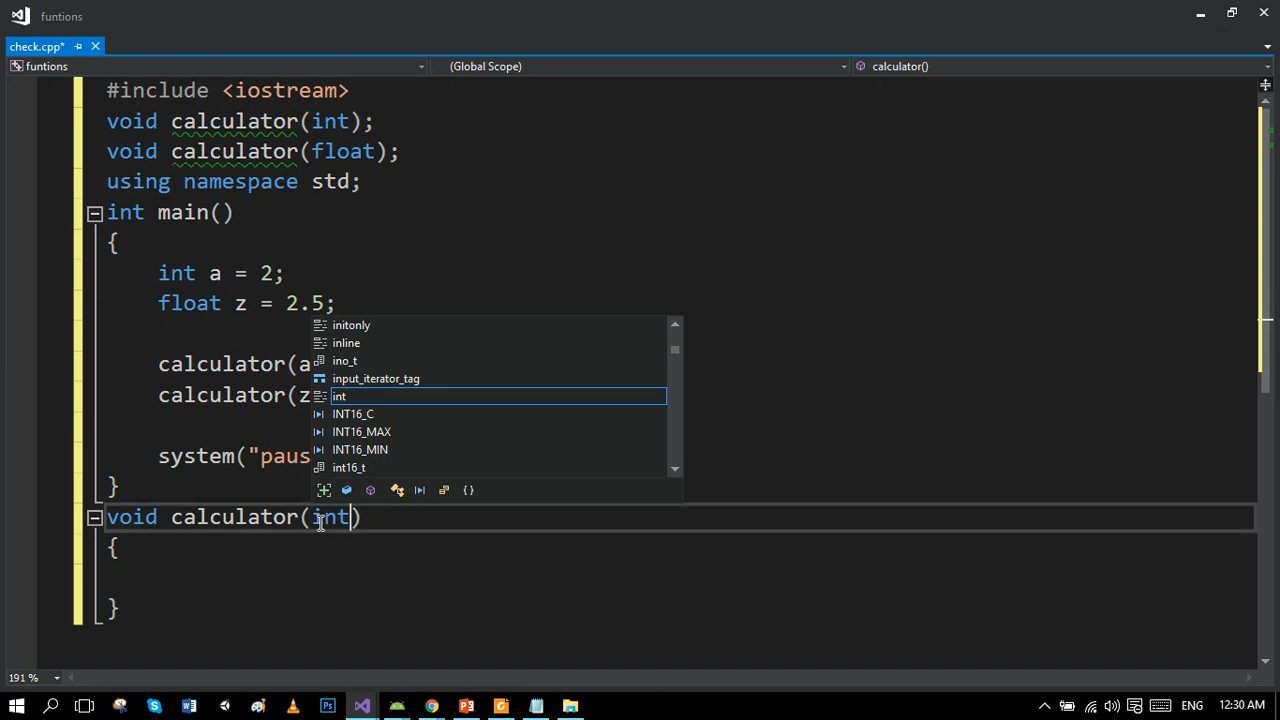 funtions
check.cpp*
funtions (Global Scope) calculator()
#include <iostream>
void calculator(int);
void calculator(float);
using namespace std;
int main()
{
int a = 2;
float z = 2.5;
initonly
inline
calculator(a
ino_t
input_iterator_tag
calculator(z
int
INT16_C
INT16_MAX
INT16_MIN
system("paus
int16_t
}
void calculator(int)
{
}
191 %
ENG 12:30 AM